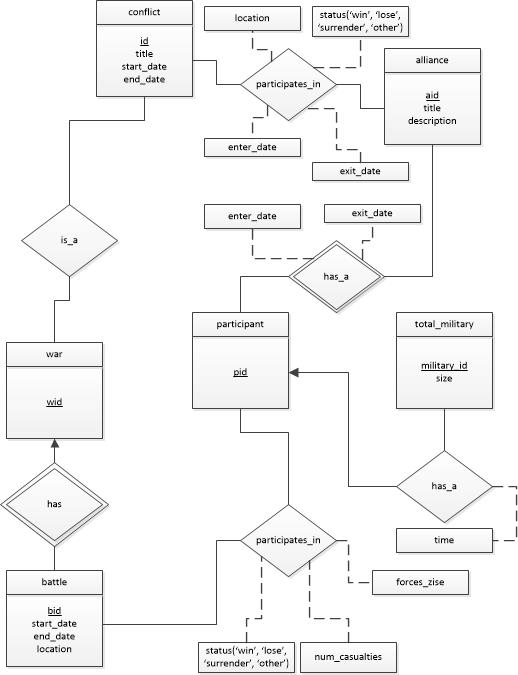 conflict
id
title
start_date
end_date
location
status('win', 'lose',
'surrender', 'other')
participates_in
enter_date
exit_date
alliance
aid
title
description
is_a
enter_date
exit_date
has_a
war
wid
participant
pid
total_military
military_id
size
has
has_a
time
participates_in
forces_zise
battle
bid
start_date
end_date
location
status('win', 'lose',
'surrender', 'other')
num_casualties